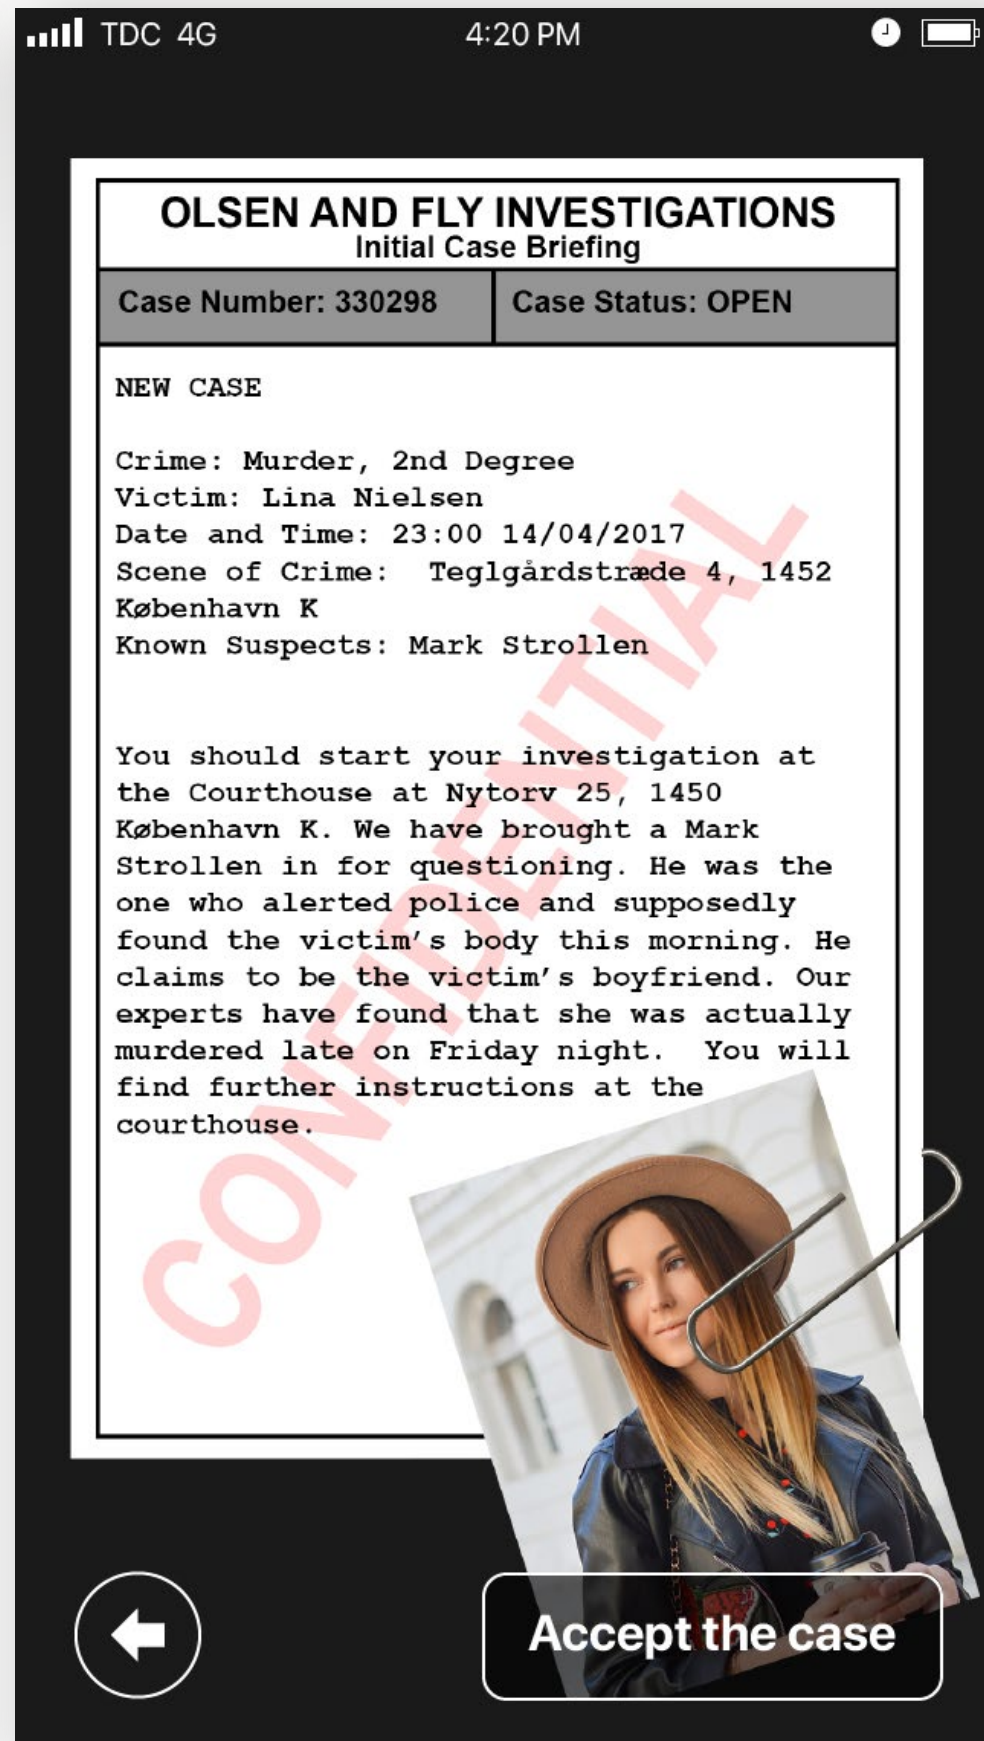 TDC 4G 4:20 PM
OLSEN AND FLY INVESTIGATIONS
Initial Case Briefing
Case Number: 330298 Case Status: OPEN
NEW CASE
Crime: Murder, 2nd Degree
Victim: Lina Nielsen
Date and Time: 23:00 14/04/2017
Scene of Crime:  Teglgårdstræde 4, 1452
København K
Known Suspects: Mark Strollen
You should start your investigation at
the Courthouse at Nytorv 25, 1450
København K. We have brought a Mark
Strollen in for questioning. He was the
one who alerted police and supposedly
found the victim’s body this morning. He
claims to be the victim’s boyfriend. Our
experts have found that she was actually
murdered late on Friday night.  You will
find further instructions at the
courthouse.
CONFIDENTIAL
Accept the case